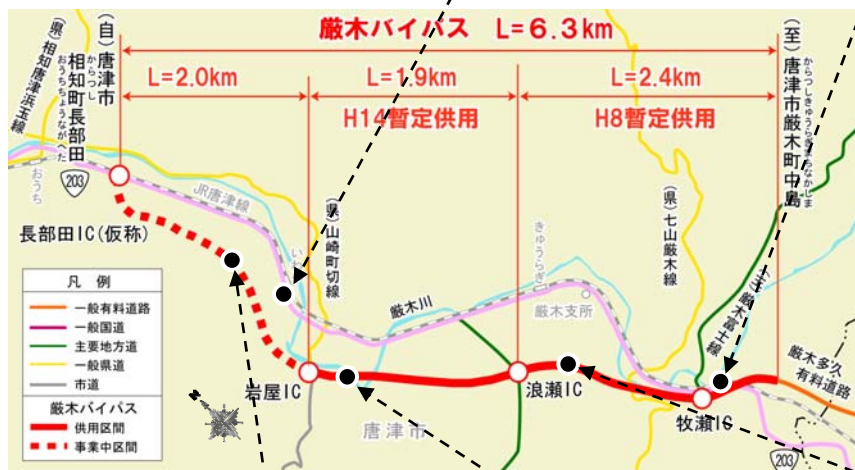 厳木バイパス L=6.3km
L=2.0km
L=1.9km
L=2.4km
H14暫定供用
H8暫定供用
(自)唐津市
からつし
相知町長部田
おうちちょうながへた
(至)唐津市厳木町中島
からつしきゅうらぎまちなかしま
(県)相知唐津浜玉線
おうち
203
JR唐津線
長部田IC(仮称)
(県)山崎町切線
きゅうらぎ
厳木支所
(県)七山厳木線
厳木川
厳木富士線
厳木多久
有料道路
岩屋IC
浪瀬IC
牧瀬IC
唐津市
203
凡 例
一般有料道路
一般国道
主要地方道
一般県道
市道
厳木バイパス
供用区間
事業中区間